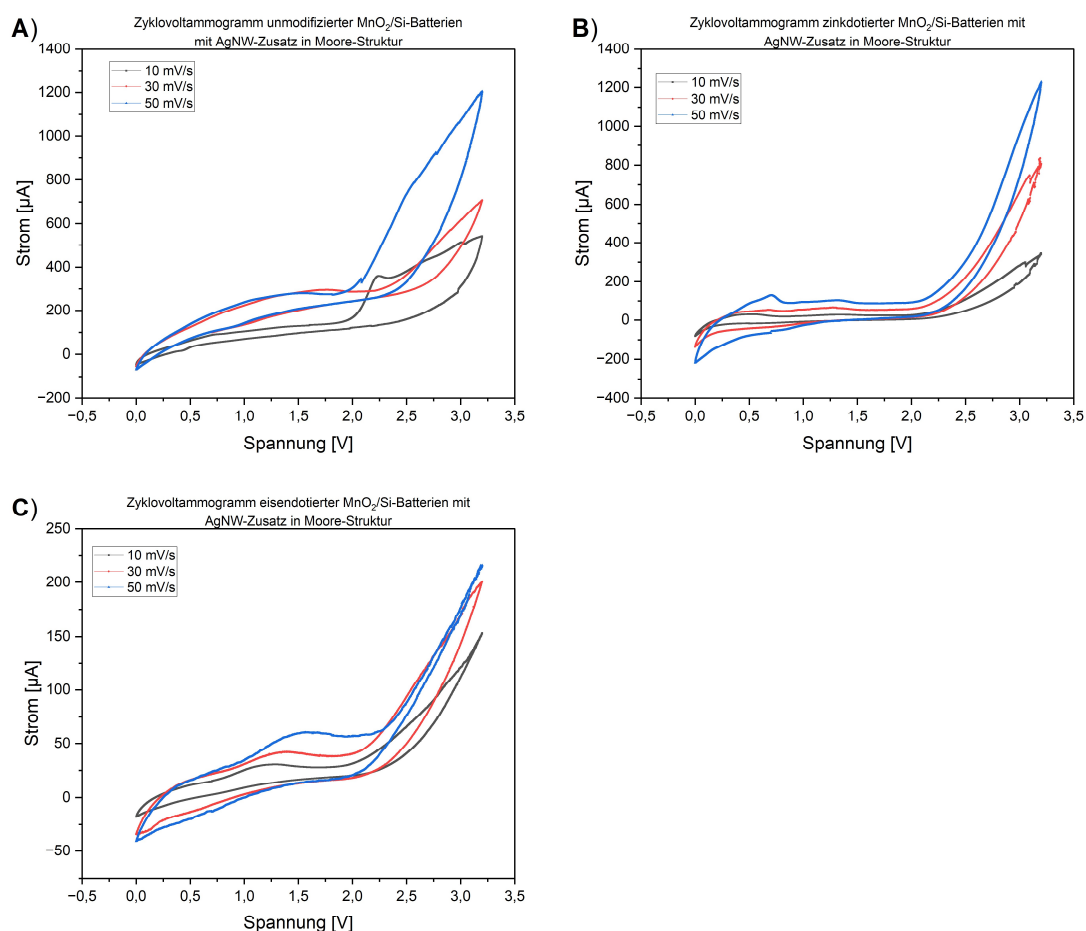 A)
Zyklovoltammogramm unmodifizierter MnO₂/Si-Batterien
mit AgNW-Zusatz in Moore-Struktur
1400
1200
1000
800
600
400
200
0
−200
Strom [µA]
10 mV/s
30 mV/s
50 mV/s
−0,5 0,0 0,5 1,0 1,5 2,0 2,5 3,0 3,5
Spannung [V]
B)
Zyklovoltammogramm zinkdotierter MnO₂/Si-Batterien mit
AgNW-Zusatz in Moore-Struktur
1400
1200
1000
800
600
400
200
0
−200
−400
Strom [µA]
10 mV/s
30 mV/s
50 mV/s
−0,5 0,0 0,5 1,0 1,5 2,0 2,5 3,0 3,5
Spannung [V]
C)
Zyklovoltammogramm eisendotierter MnO₂/Si-Batterien mit
AgNW-Zusatz in Moore-Struktur
250
200
150
100
50
0
−50
Strom [µA]
10 mV/s
30 mV/s
50 mV/s
−0,5 0,0 0,5 1,0 1,5 2,0 2,5 3,0 3,5
Spannung [V]